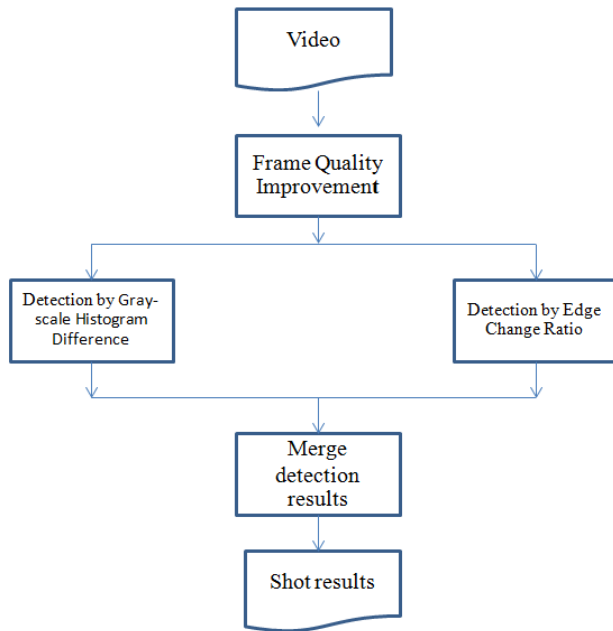 Video
Frame Quality
Improvement
Detection by Gray-
scale Histogram
Difference
Detection by Edge
Change Ratio
Merge
detection
results
Shot results